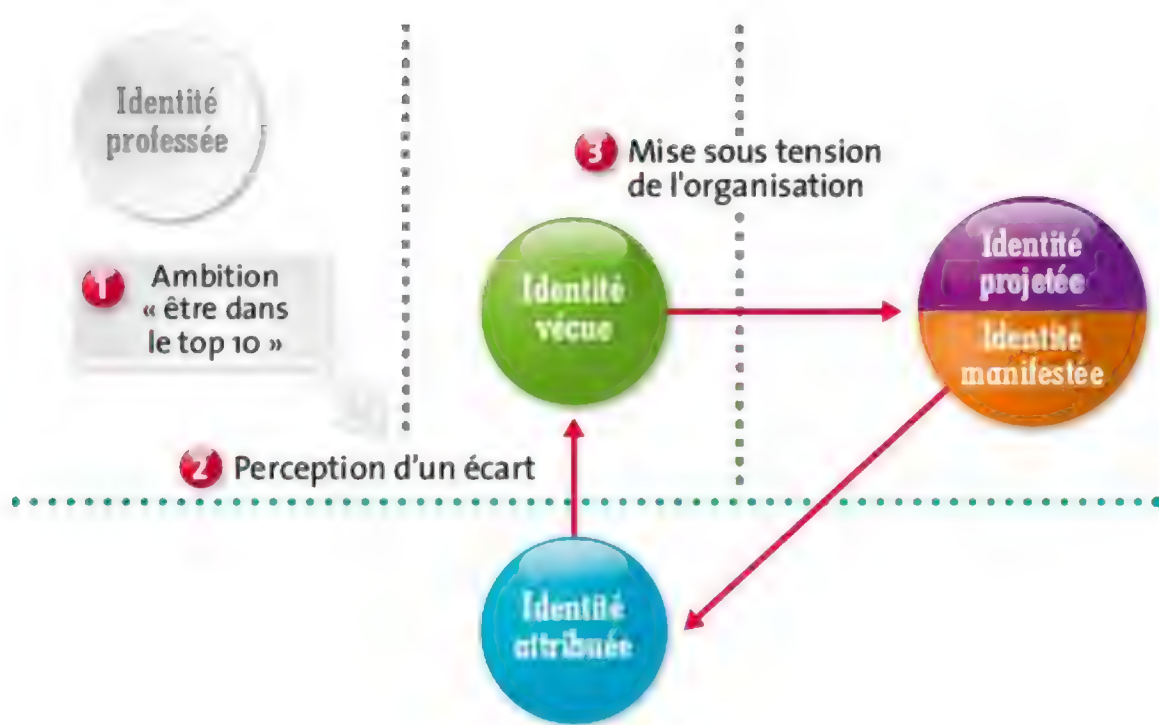 Identité
professée
1 Ambition
« être dans
le top 10 »
2 Perception d'un écart
3 Mise sous tension
de l'organisation
Identité
vécue
Identité
projetée
Identité
manifestée
Identité
attribuée